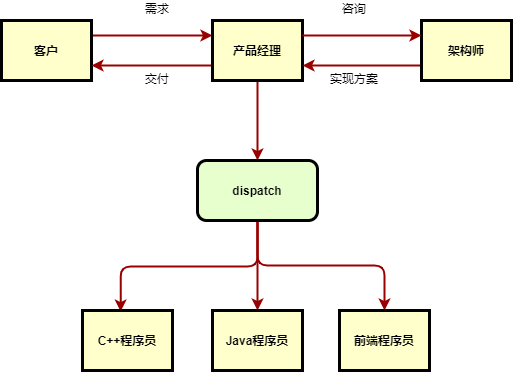 需求
咨询
客户
产品经理
架构师
交付
实现方案
dispatch
C++程序员
Java程序员
前端程序员